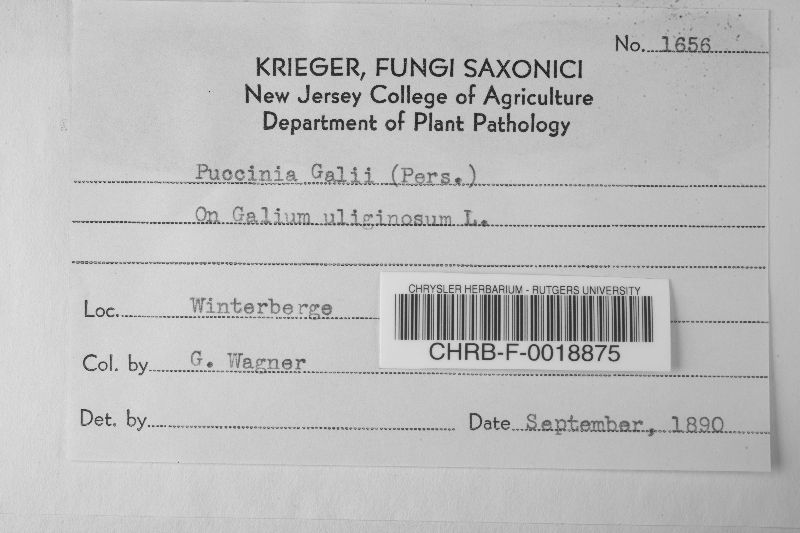 No. 1656
KRIEGER, FUNGI SAXONICI
New Jersey College of Agriculture
Department of Plant Pathology
Puccinia Galii (Pers.)
On Galium uliginosum L.
CHRYSLER HERBARIUM - RUTGERS UNIVERSITY
Loc. Winterberge
CHRB-F-0018875
Col. by G. Wagner
Det. by
Date September, 1890